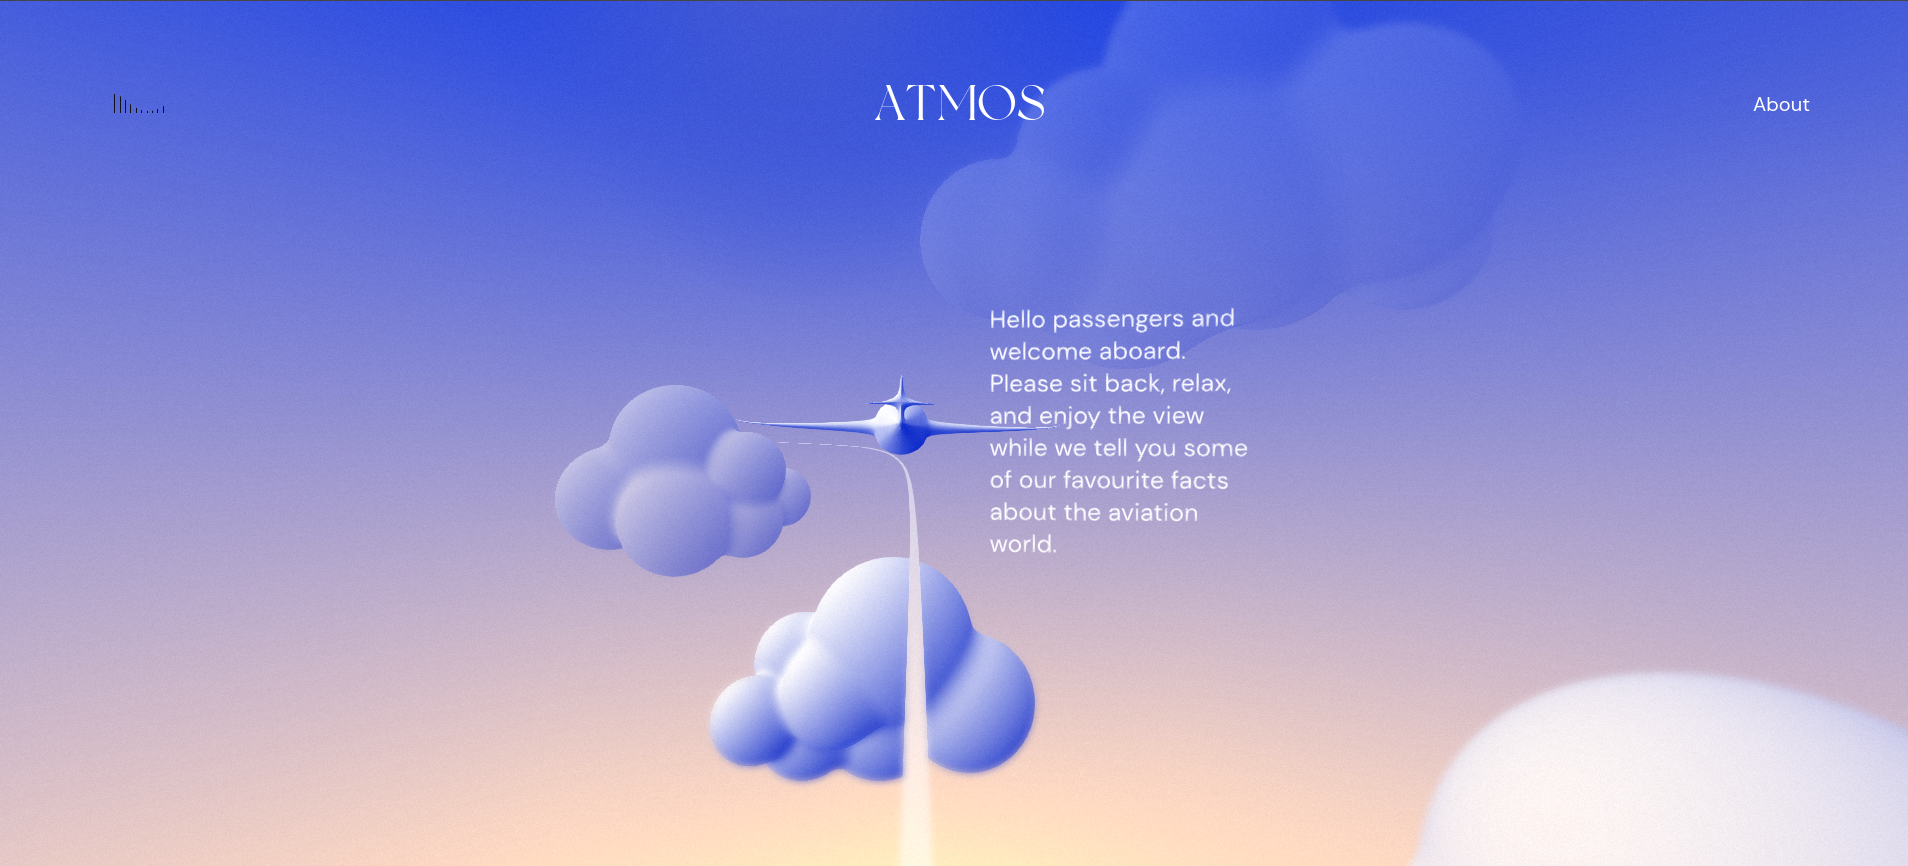 ATMOS
About
Hello passengers and
welcome aboard.
Please sit back, relax,
and enjoy the view
while we tell you some
of our favourite facts
about the aviation
world.